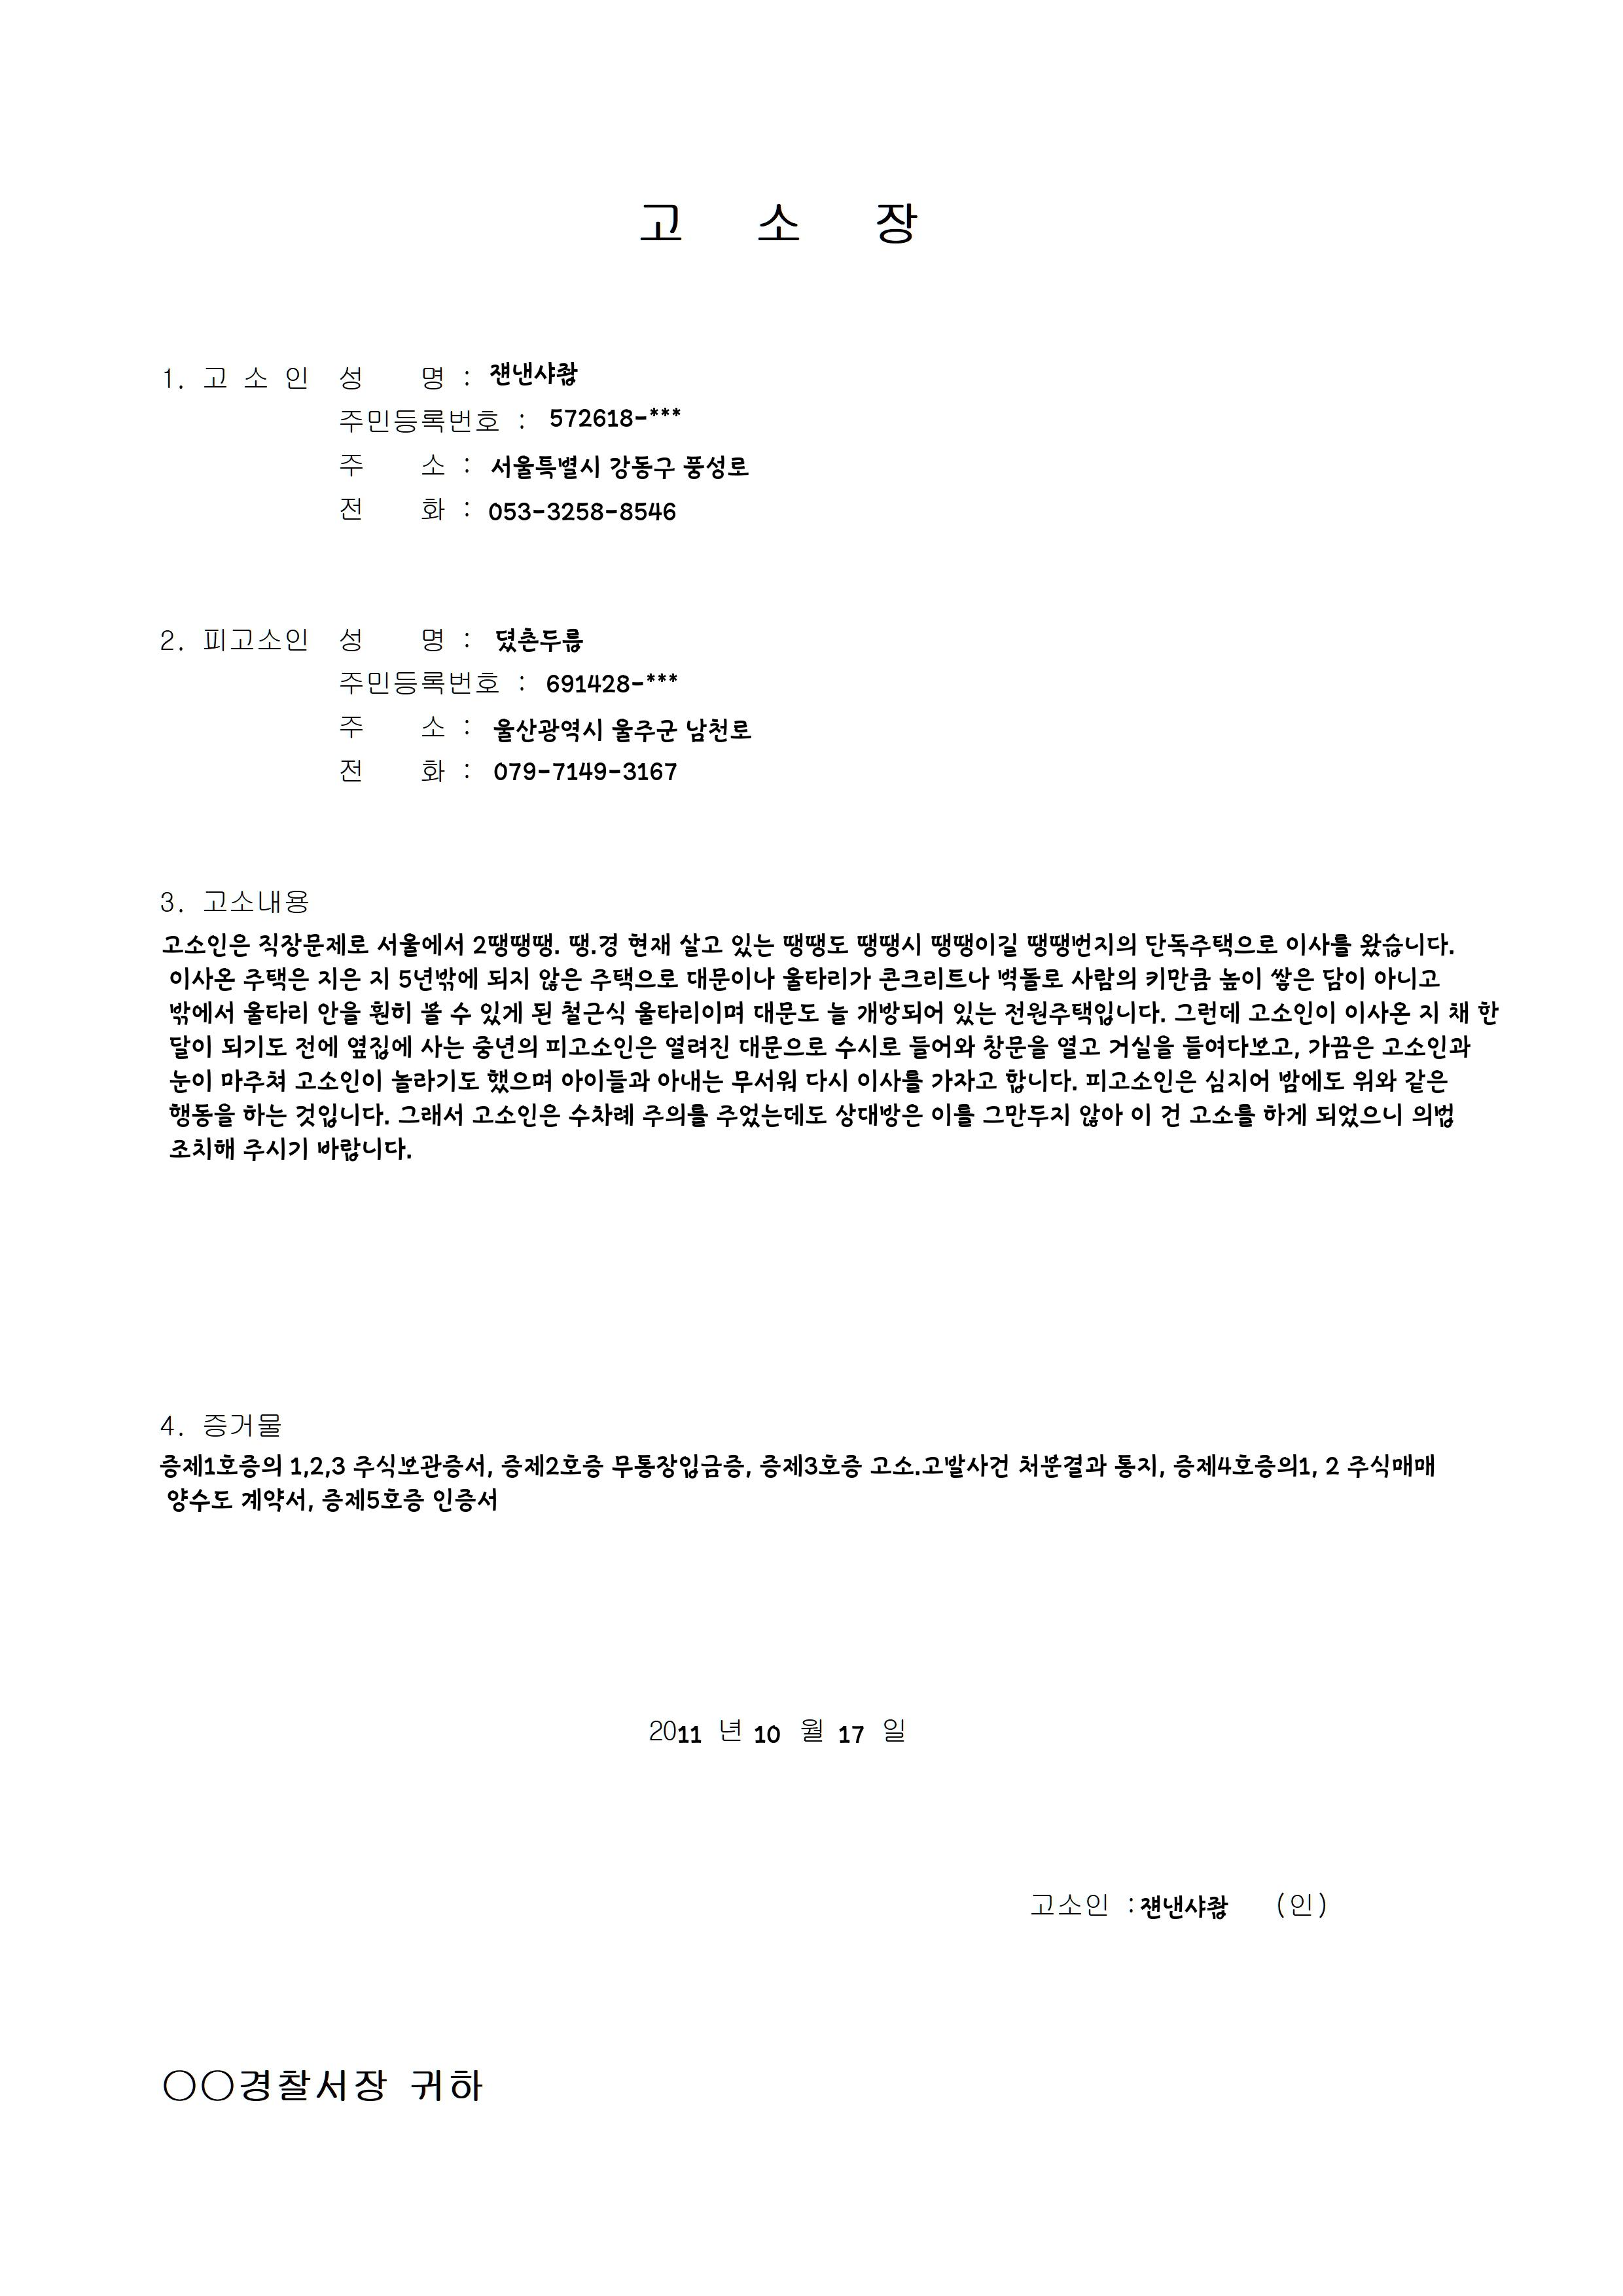 고 소 장
1. 고 소 인 성 명 : 쟨낸샤좚
주민등록번호 : 572618-***
주 소 : 서울특별시 강동구 풍성로
전 화 : 053-3258-8546
2. 피고소인 성 명 :
주민등록번호 : 691428-***
주 소 : 울산광역시 울주군 남천로
전 화 : 079-7149-3167
3. 고소내용
고소인은 직장문제로 서울에서 2땡땡땡. 땡.경 현재 살고 있는 땡땡도 땡땡시 땡땡이길 땡땡번지의 단독주택으로 이사를 왔습니다.
이사온 주택은 지은 지 5년밖에 되지 않은 주택으로 대문이나 울타리가 콘크리트나 벽돌로 사람의 키만큼 높이 쌓은 담이 아니고
밖에서 울타리 안을 훤히 볼 수 있게 된 철근식 울타리이며 대문도 늘 개방되어 있는 전원주택입니다. 그런데 고소인이 이사온 지 채 한
달이 되기도 전에 옆집에 사는 중년의 피고소인은 열려진 대문으로 수시로 들어와 창문을 열고 거실을 들여다보고, 가끔은 고소인과
눈이 마주쳐 고소인이 놀라기도 했으며 아이들과 아내는 무서워 다시 이사를 가자고 합니다. 피고소인은 심지어 밤에도 위와 같은
행동을 하는 것입니다. 그래서 고소인은 수차례 주의를 주었는데도 상대방은 이를 그만두지 않아 이 건 고소를 하게 되었으니 의법
조치해 주시기 바랍니다.
4. 증거물
증제1호증의 1,2,3 주식보관증서, 증제2호증 무통장입금증, 증제3호증 고소.고발사건 처분결과 통지, 증제4호증의1, 2 주식매매
양수도 계약서, 증제5호증 인증서
2011 년 10 월 17 일
고소인 : 쟨낸샤좚 (인)
○○경찰서장 귀하